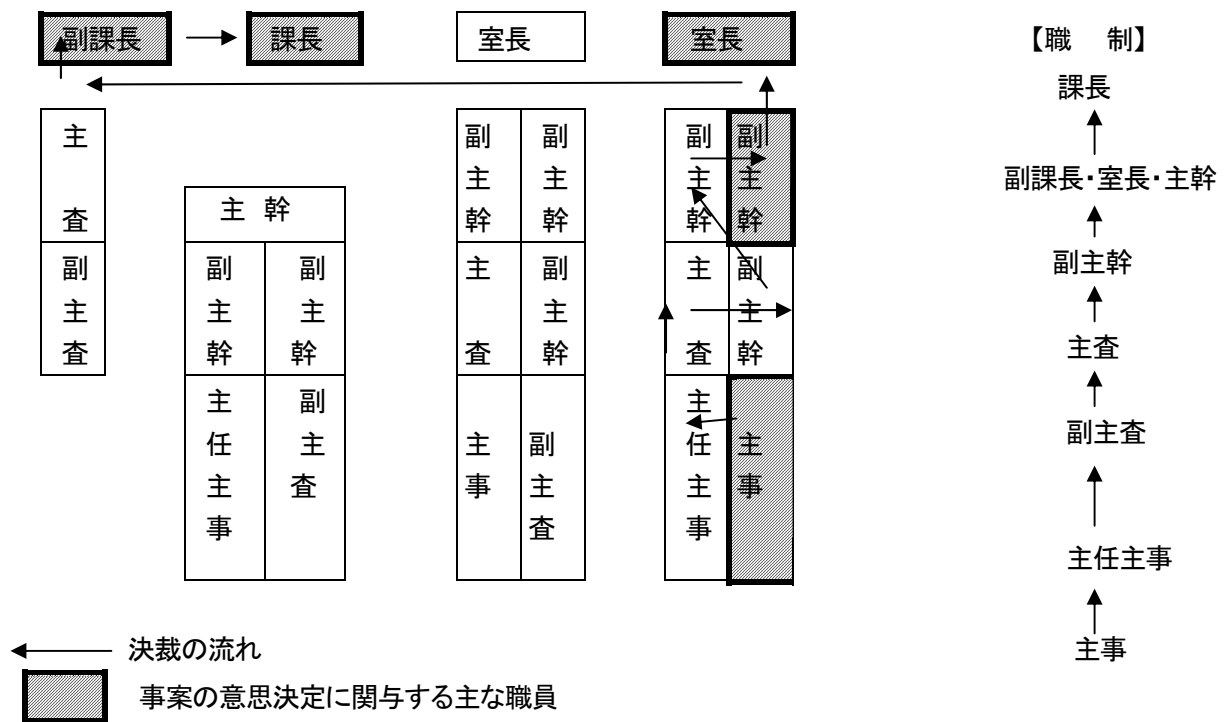 副課長 課長 室長 室長 【職 制】
課長
副課長・室長・主幹
副主幹
主査
副主査
主任主事
主事
主査
副主査
主幹
副主幹
副主幹
主任主事
副主査
副主幹
副主幹
主査
副主幹
主事
副主査
副主幹
副主幹
主査
副主幹
主任主事
主事
決裁の流れ
事案の意思決定に関与する主な職員